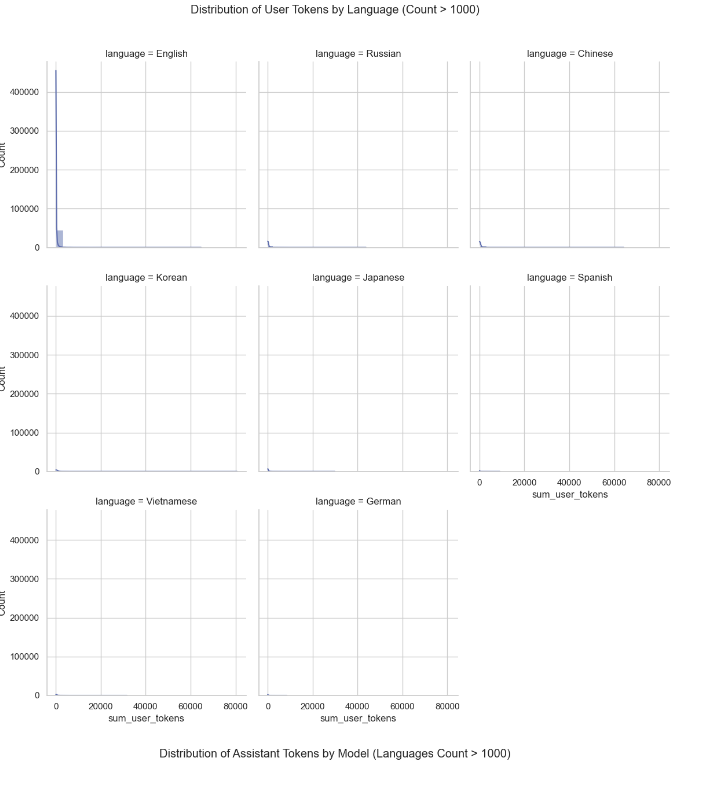 Distribution of User Tokens by Language (Count > 1000)
language = English
language = Russian
language = Chinese
400000
300000
200000
100000
0
Count
language = Korean
language = Japanese
language = Spanish
400000
300000
200000
100000
0
Count
0 20000 40000 60000 80000
sum_user_tokens
language = Vietnamese
language = German
400000
300000
200000
100000
0
Count
0 20000 40000 60000 80000
0 20000 40000 60000 80000
sum_user_tokens
sum_user_tokens
Distribution of Assistant Tokens by Model (Languages Count > 1000)